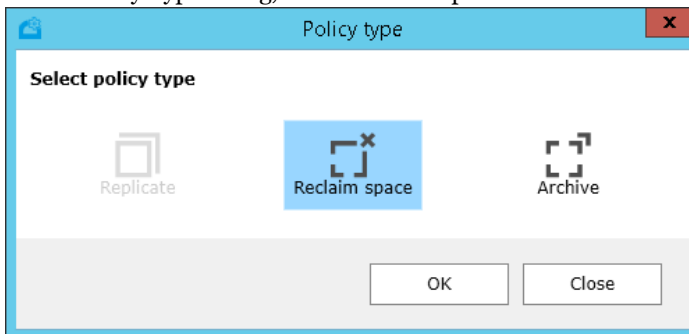 Policy type
x
Select policy type
Replicate
Reclaim space
Archive
OK
Close